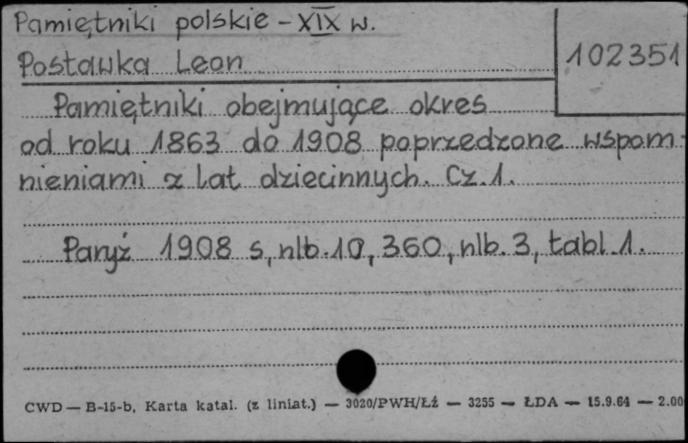 Pamiętniki polskie – XIX w.
102351
Postawka Leon
Pamiętniki obejmujące okres
od roku 1863 do 1908 poprzedzone wspom-
nieniami z lat dziecinnych. Cz. 1.
Paryż 1908 s, nlb. 10, 360, nlb. 3, tabl. 1.
CWD — B-15-b, Karta katal. (z liniat.) — 3020/PWH/Łź — 3255 — ŁDA — 15.9.64 — 2.00